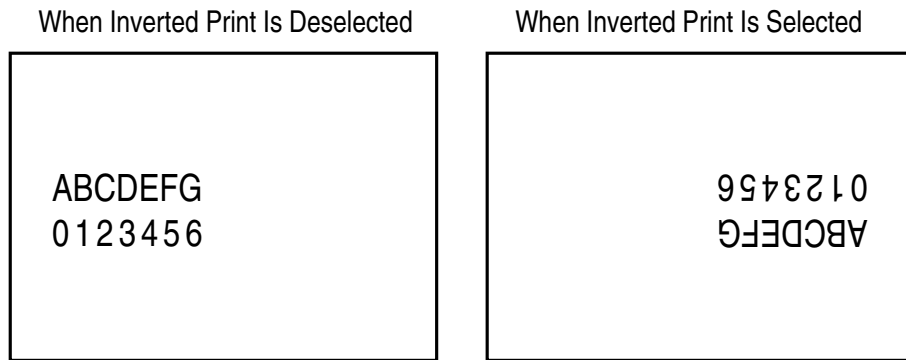 When Inverted Print Is Deselected
ABCDEFG
0123456
When Inverted Print Is Selected
ABCDEFG
0123456